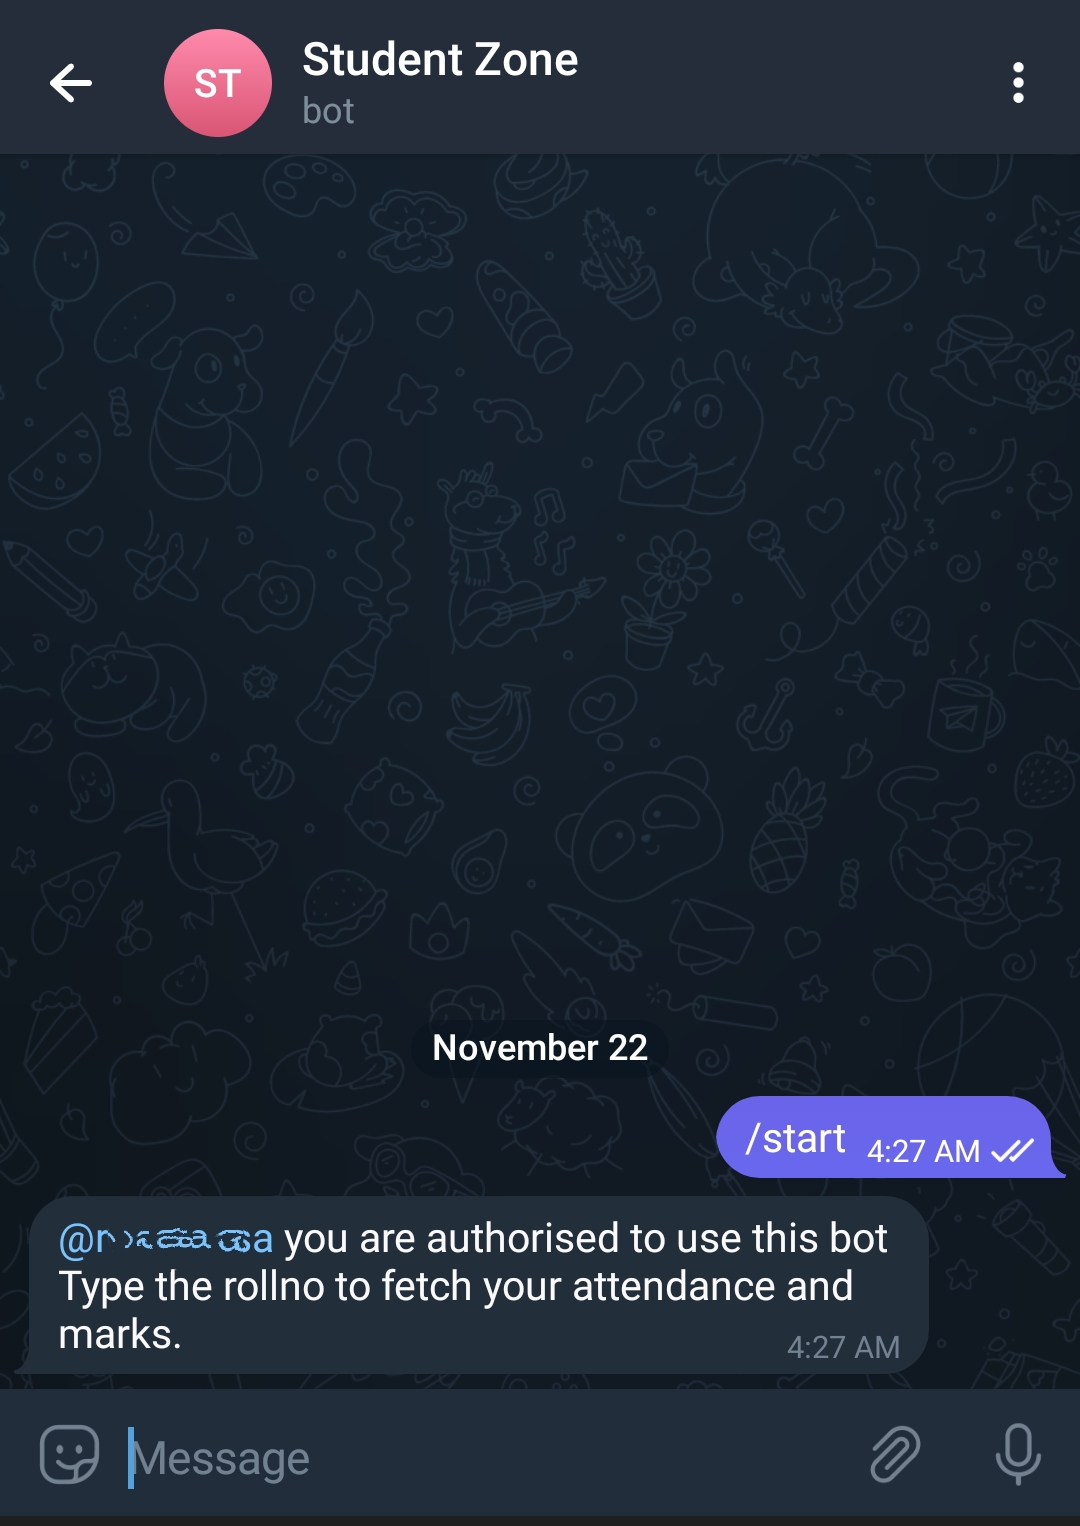 Student Zone
ST
bot
November 22
/start 4:27 AM
you are authorised to use this bot
Type the rollno to fetch your attendance and
marks.
4:27 AM
Message